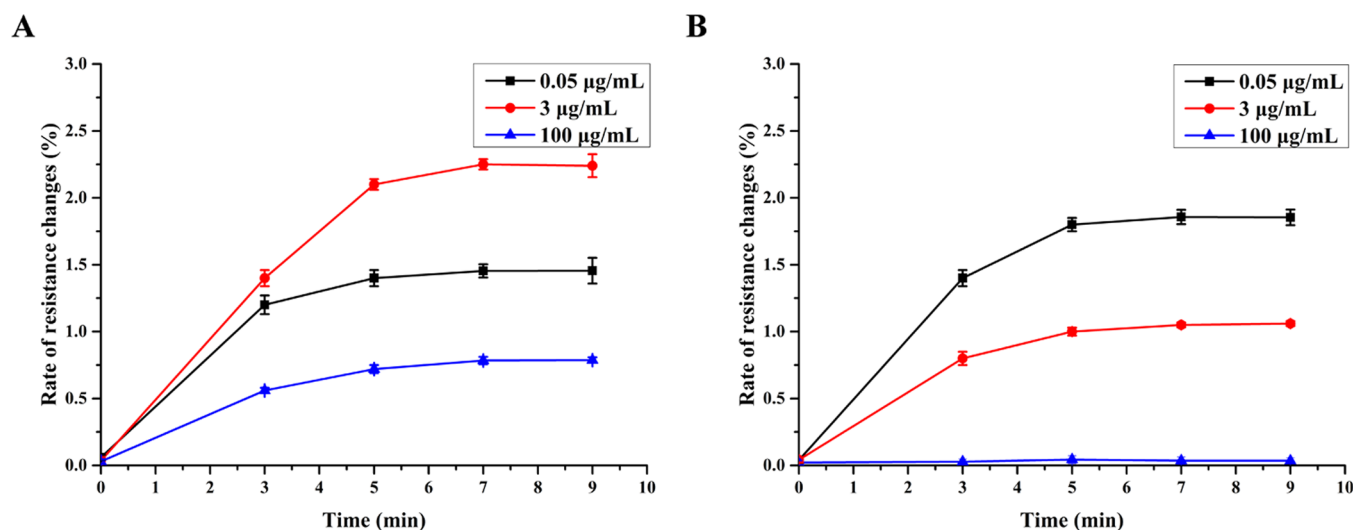 A
Rate of resistance changes (%)
3.0
2.5
2.0
1.5
1.0
0.5
0.0
0.05 μg/mL
3 μg/mL
100 μg/mL
0 1 2 3 4 5 6 7 8 9 10
Time (min)
B
Rate of resistance changes (%)
3.0
2.5
2.0
1.5
1.0
0.5
0.0
0.05 μg/mL
3 μg/mL
100 μg/mL
0 1 2 3 4 5 6 7 8 9 10
Time (min)